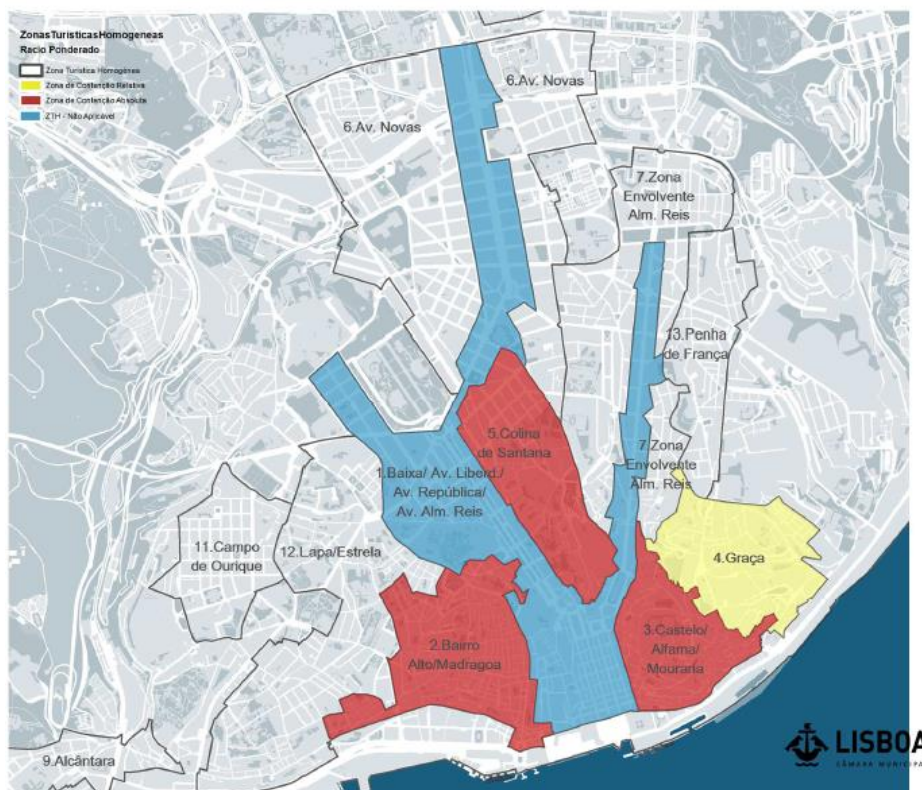 ZonasTurísticasHomogeneas
Racio Ponderado
Zona Turística Homogénea
Zona de Contenção Relativa
Zona de Contenção Absoluta
ZTH - Não Aplicável
6.Av. Novas
6.Av. Novas
7.Zona
Envolvente
Alm. Reis
13.Penha
de França
5.Colina
de Santana
7.Zona
Envolvente
Alm. Reis
1.Baixa/ Av. Liberd./
Av. República/
Av. Alm. Reis
11.Campo
de Ourique
12.Lapa/Estrela
4.Graça
2.Bairro
Alto/Madragoa
3.Castelo/
Alfama/
Mouraria
9.Alcântara
LISBOA
CÂMARA MUNICIPA